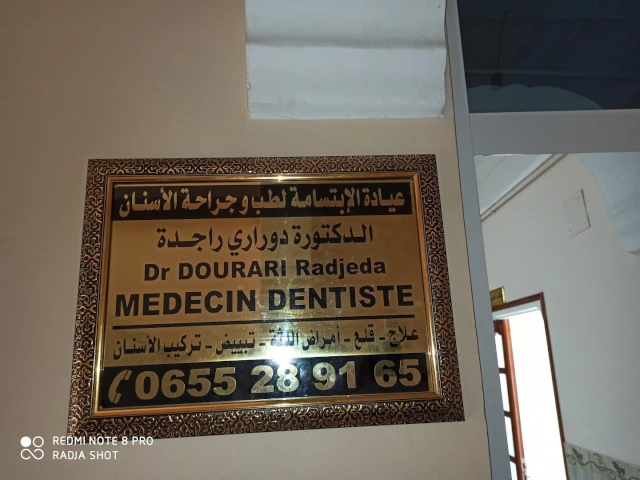 عيادة الإبتسامة لطب و جراحة الأسنان
الدكتورة دوراري راجدة
Dr DOURARI Radjeda
MEDECIN DENTISTE
علاج - قلع - أمراض اللثة - تبييض - تركيب الأسنان
0655 28 91 65
REDMI NOTE 8 PRO
RADJA SHOT